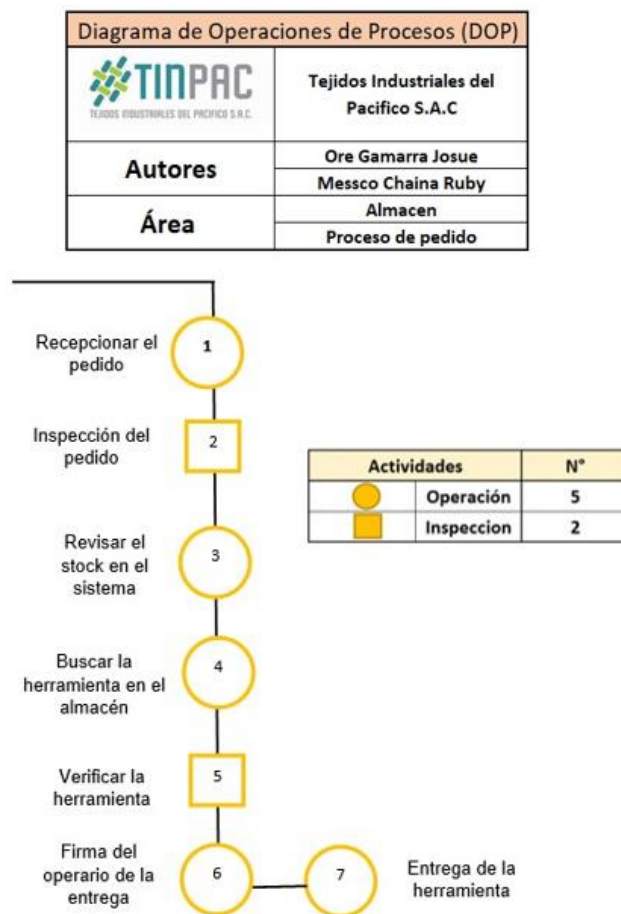 Diagrama de Operaciones de Procesos (DOP)
TINPAC
TEJIDOS INDUSTRIALES DEL PACIFICO S.A.C.
Tejidos Industriales del
Pacifico S.A.C
Autores
Ore Gamarra Josue
Messco Chaina Ruby
Área
Almacen
Proceso de pedido
Recepcionar el
pedido
1
Inspección del
pedido
2
Actividades N°
Operación 5
Inspeccion 2
Revisar el
stock en el
sistema
3
Buscar la
herramienta en el
almacén
4
Verificar la
herramienta
5
Firma del
operario de la
entrega
6
7
Entrega de la
herramienta